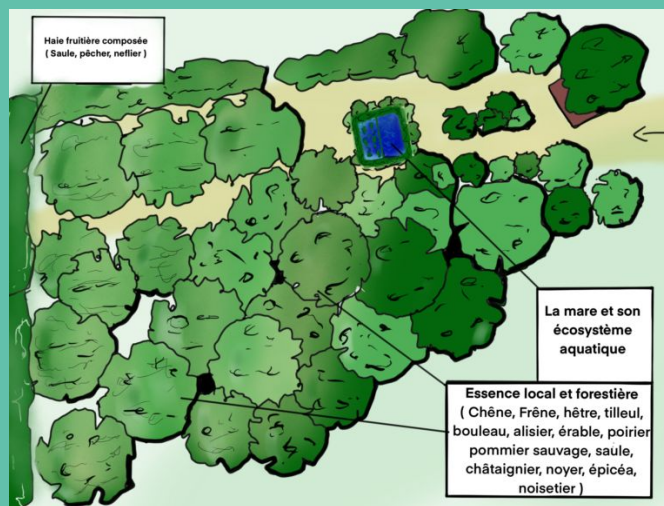 Haie fruitière composée
( Saule, pêcher, neflier )
La mare et son
écosystème
aquatique
Essence local et forestière
( Chêne, Frêne, hêtre, tilleul,
bouleau, alisier, érable, poirier
pommier sauvage, saule,
châtaignier, noyer, épicéa,
noisetier )